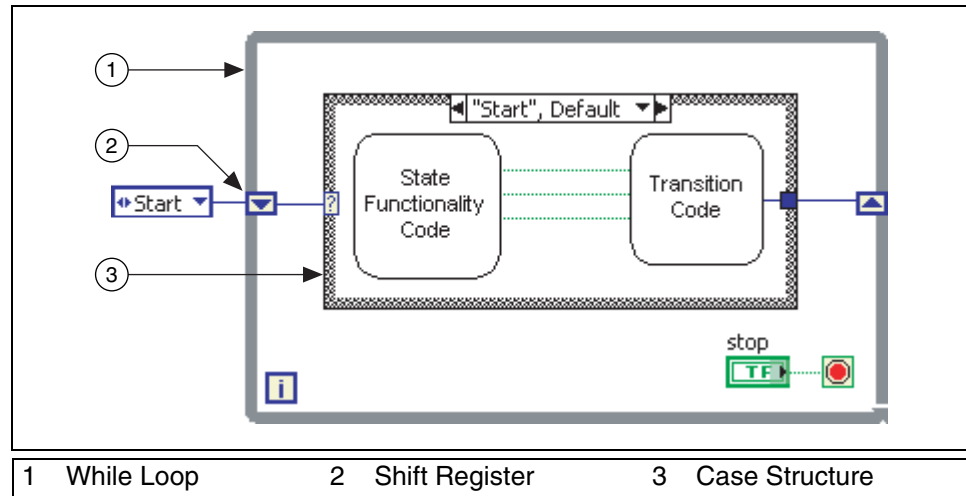 1
"Start", Default
2
State
Functionality
Code
Transition
Code
Start
?
3
stop
TF
i
1 While Loop 2 Shift Register 3 Case Structure